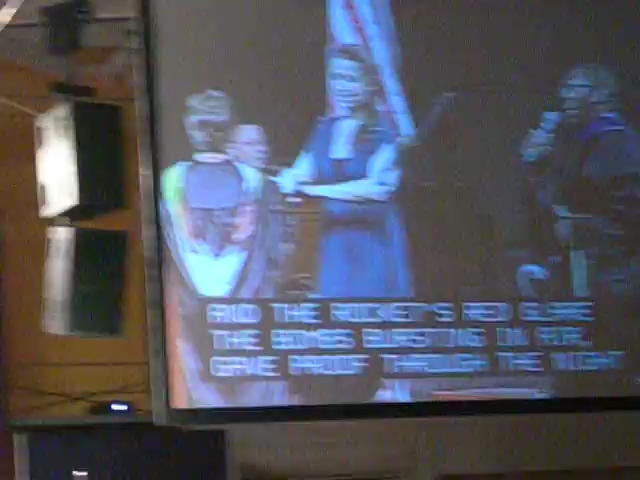 AND THE ROCKET'S RED GLARE
THE BOMBS BURSTING IN AIR,
GAVE PROOF THROUGH THE NIGHT